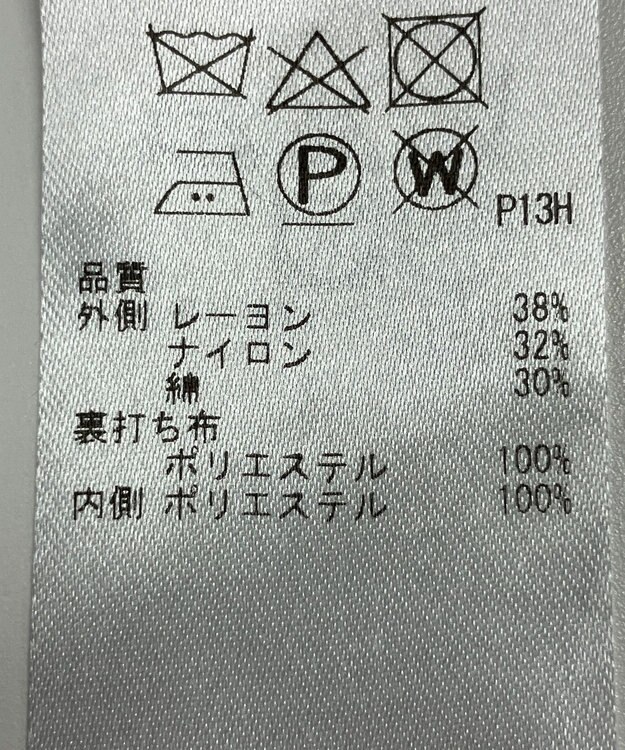 P W P13H
品質
外側 レーヨン 38%
ナイロン 32%
綿 30%
裏打ち布
ポリエステル 100%
内側 ポリエステル 100%